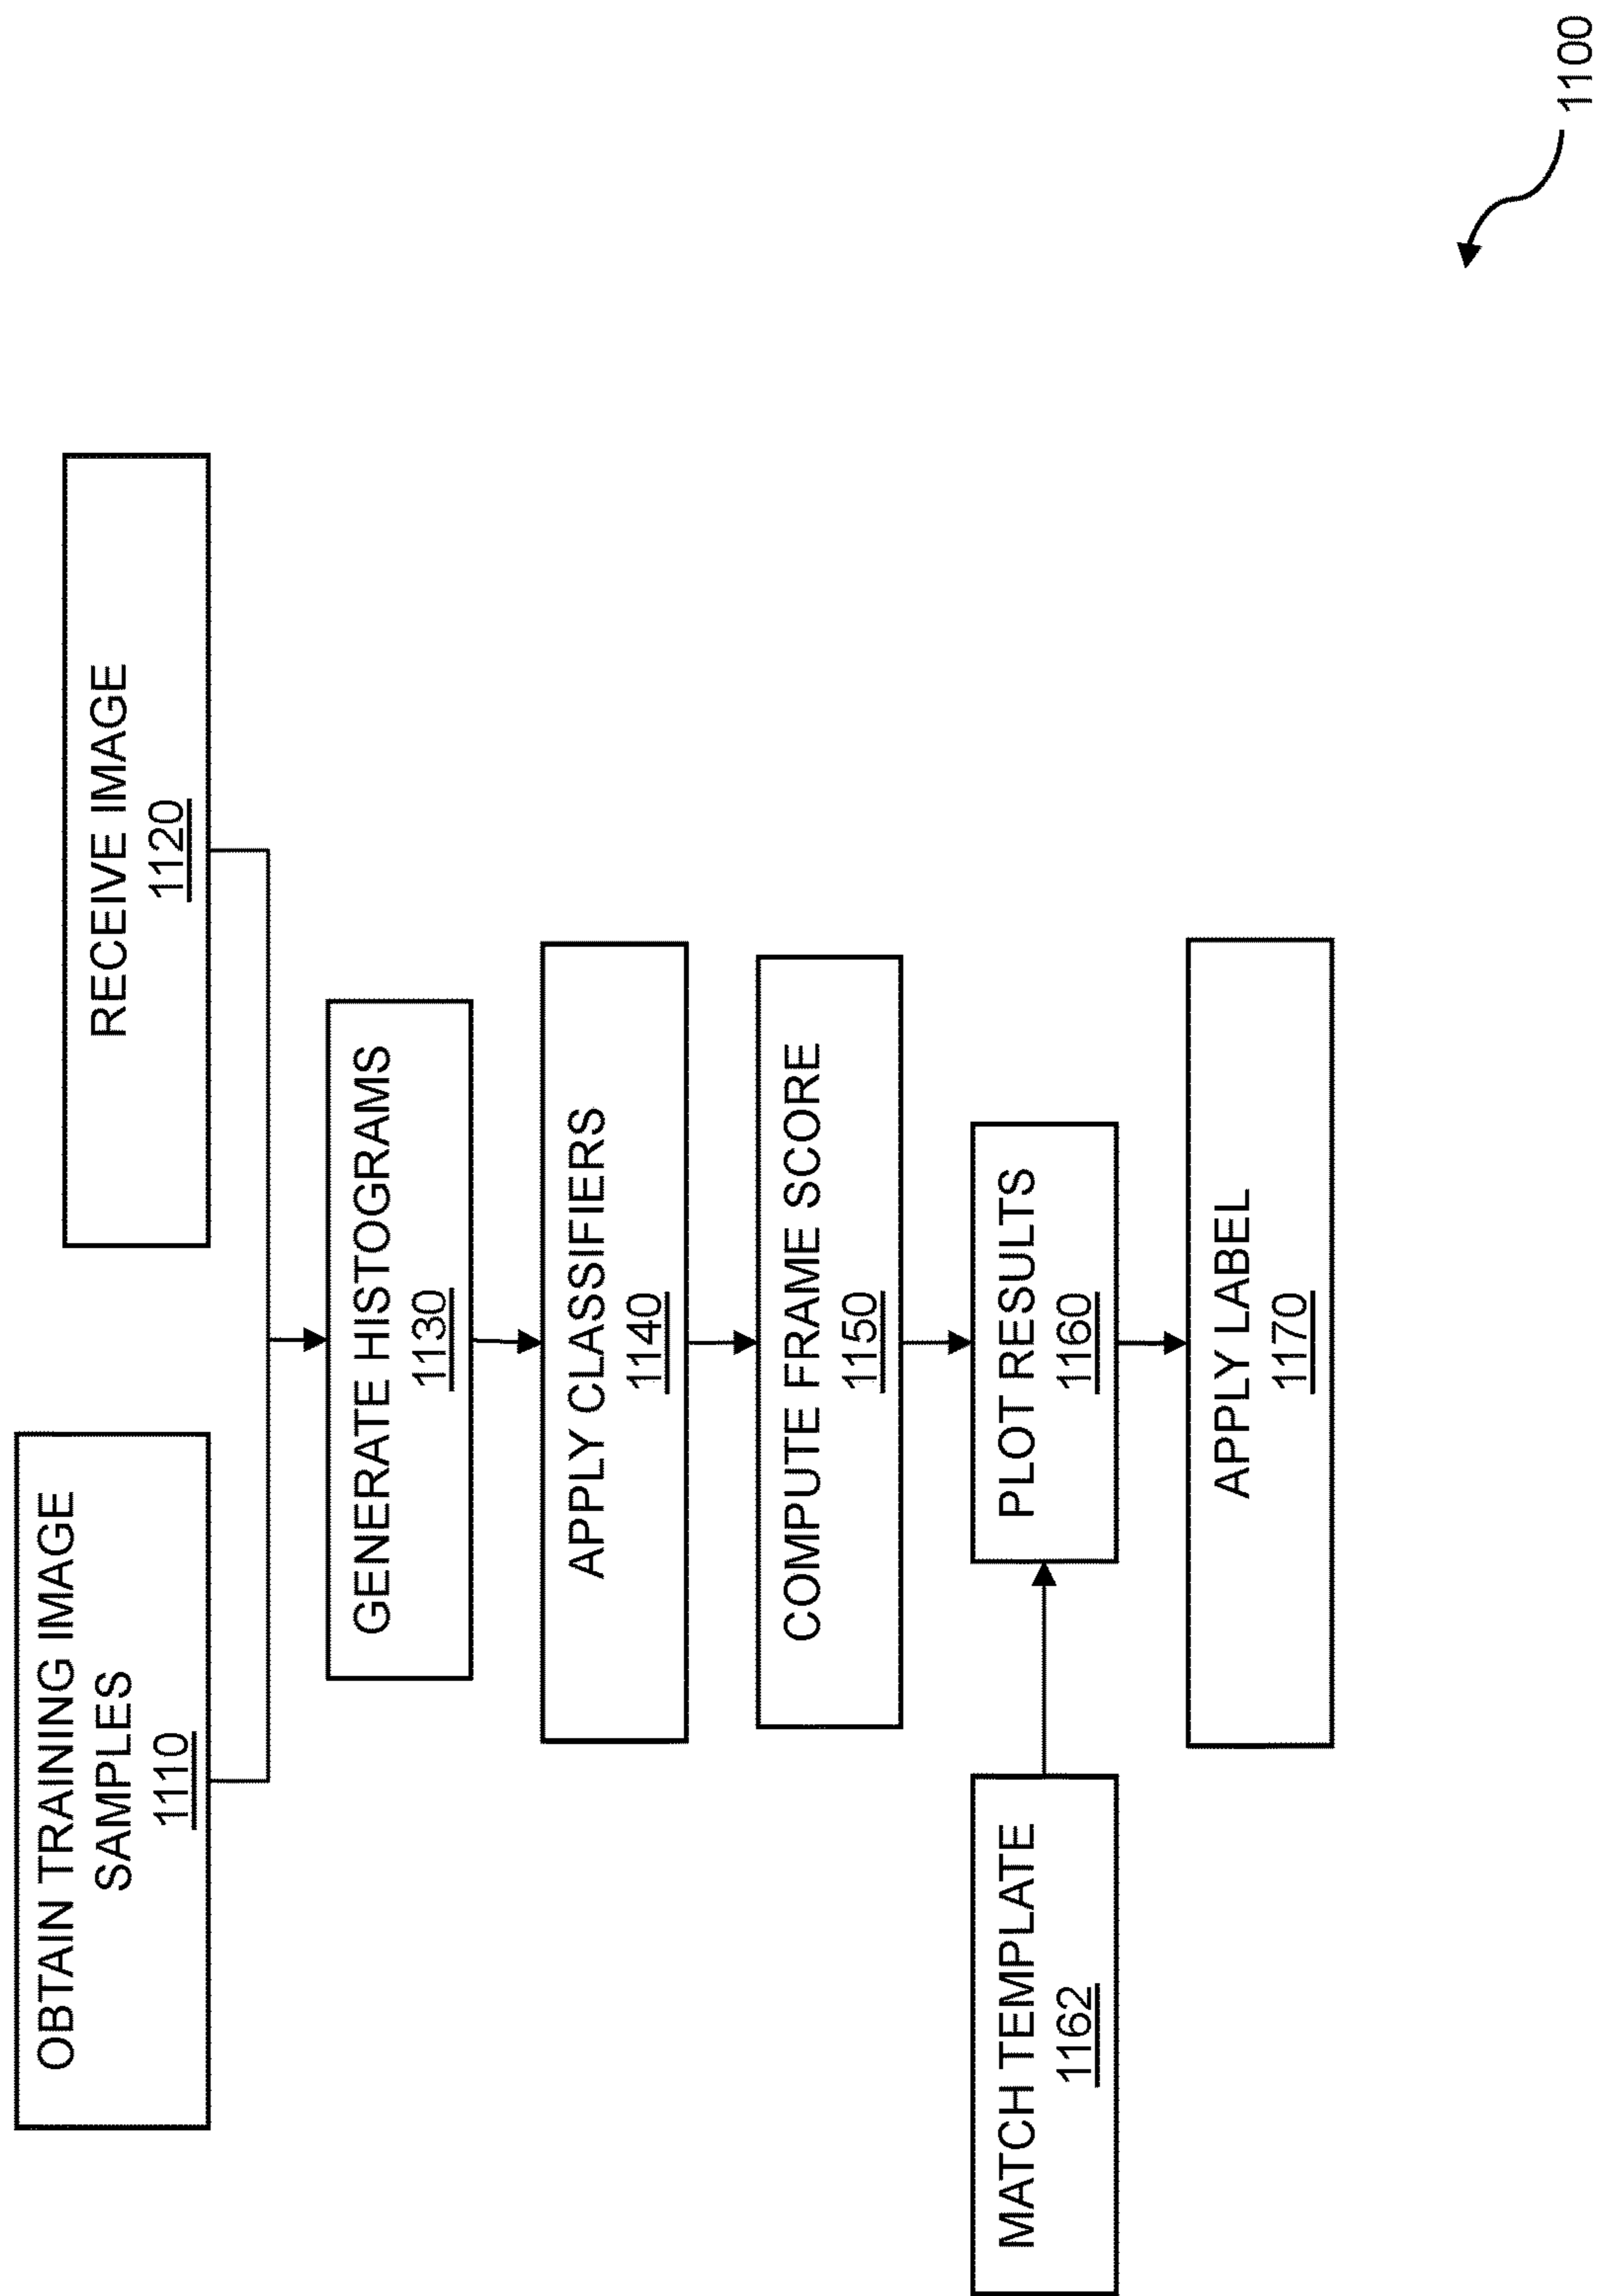 OBTAIN TRAINING IMAGE
SAMPLES
1110
RECEIVE IMAGE
1120
GENERATE HISTOGRAMS
1130
APPLY CLASSIFIERS
1140
COMPUTE FRAME SCORE
1150
MATCH TEMPLATE
1162
PLOT RESULTS
1160
APPLY LABEL
1170
1100